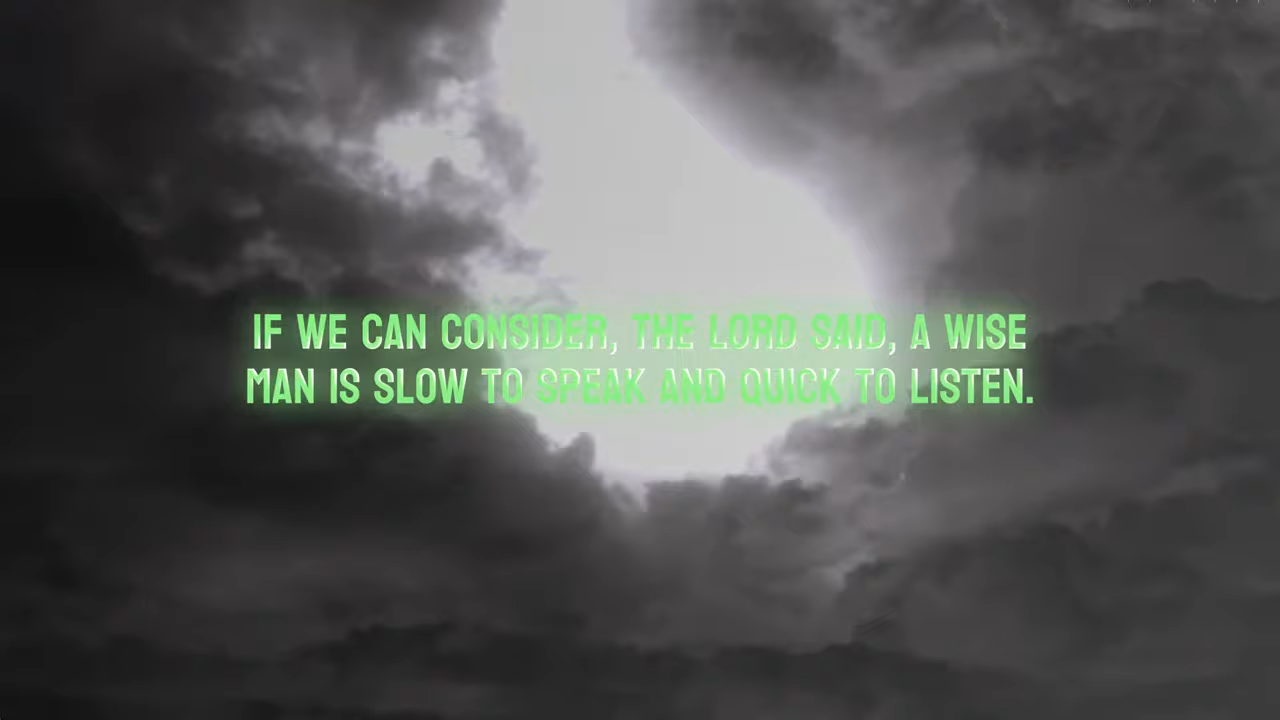 IF WE CAN CONSIDER, THE LORD SAID, A WISE
MAN IS SLOW TO SPEAK AND QUICK TO LISTEN.